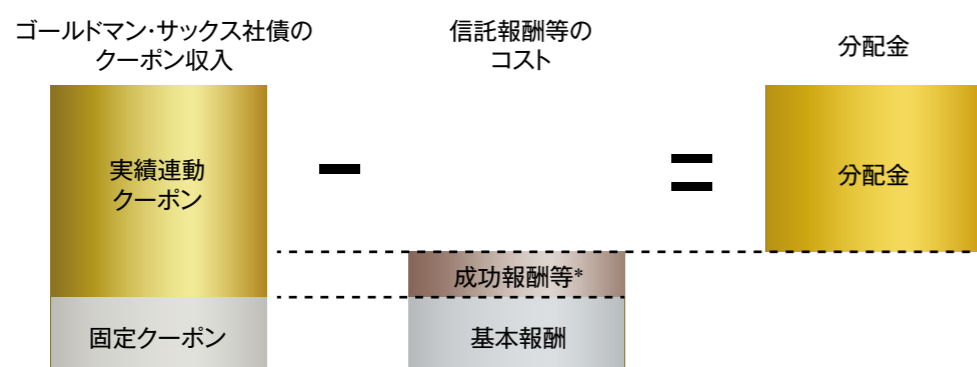 ゴールドマン・サックス社債の
クーポン収入
信託報酬等の
コスト
分配金
実績連動
クーポン
分配金
成功報酬等*
固定クーポン
基本報酬